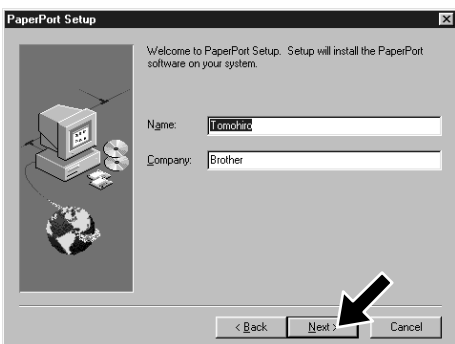 PaperPort Setup
Welcome to PaperPort Setup. Setup will install the PaperPort
software on your system.
Name: Tomohiro
Company: Brother
< Back Next > Cancel